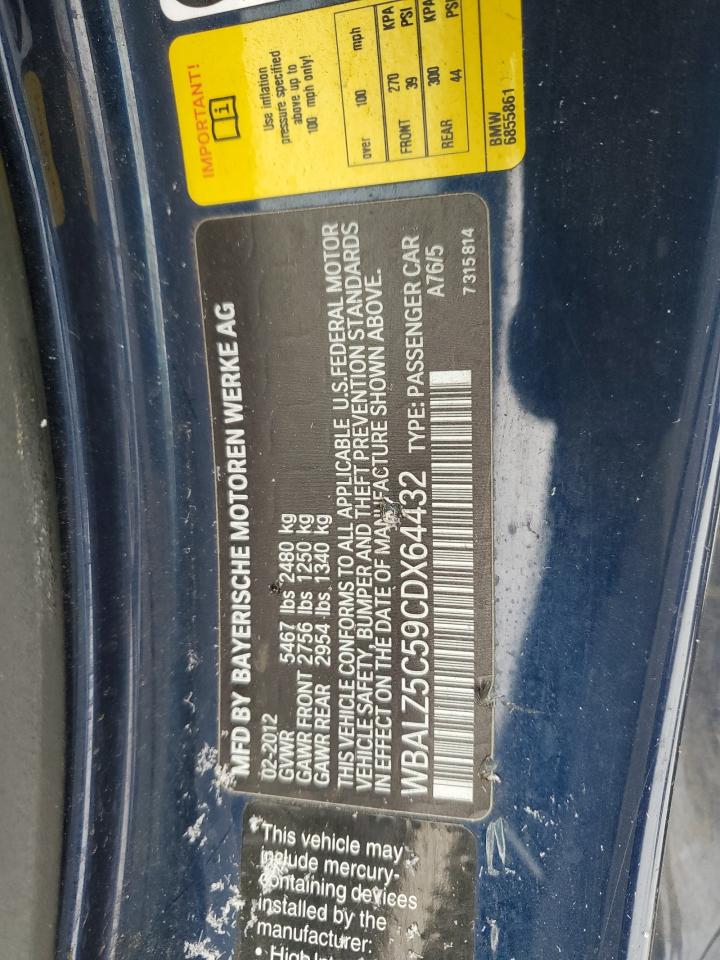 IMPORTANT!
Use inflation
pressure specified
above up to
100 mph only!
over 100 mph
KPA PSI
FRONT 270 39
KPA PSI
REAR 300 44
BMW
6855861
MFD BY BAYERISCHE MOTOREN WERKE AG
02-2012
GVWR 5467 lbs 2480 kg
GAWR FRONT 2756 lbs 1250 kg
GAWR REAR 2954 lbs. 1340 kg
THIS VEHICLE CONFORMS TO ALL APPLICABLE U.S.FEDERAL MOTOR
VEHICLE SAFETY, BUMPER AND THEFT PREVENTION STANDARDS
IN EFFECT ON THE DATE OF MANUFACTURE SHOWN ABOVE.
WBALZ5C59CDX64432 TYPE: PASSENGER CAR
A76/5
7 315 814
This vehicle may
include mercury-
containing devices
installed by the
manufacturer: